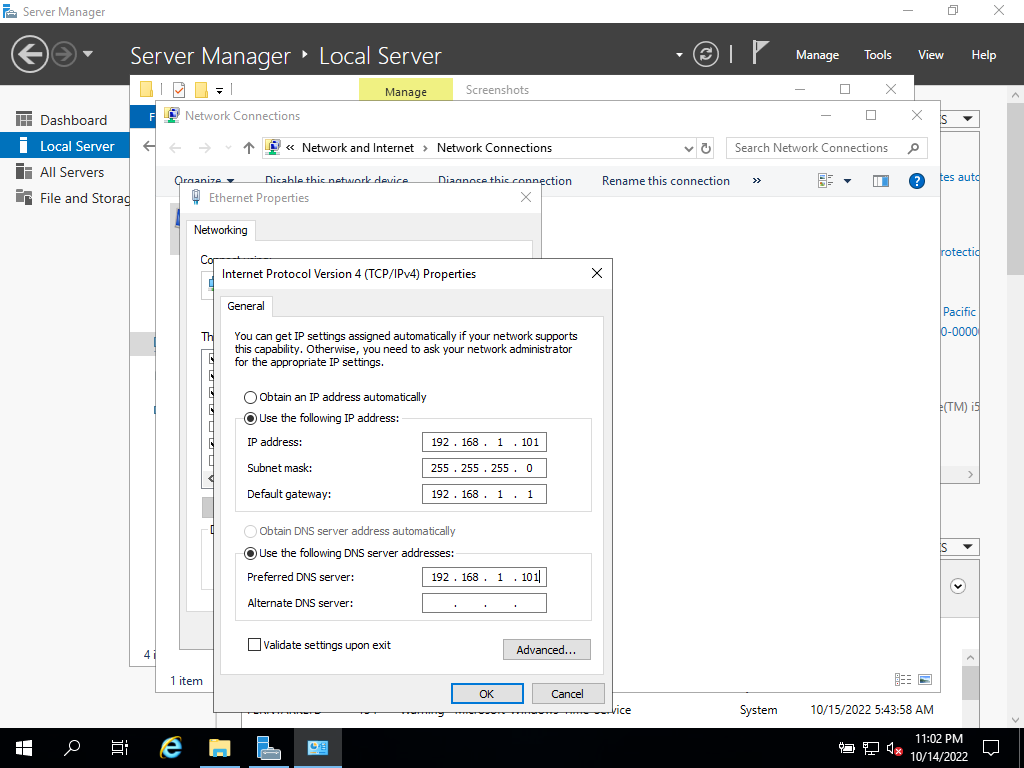 Server Manager
Server Manager ‣ Local Server
Manage Tools View Help
Manage
Screenshots
Dashboard
Local Server
All Servers
File and Storag
Network Connections
« Network and Internet › Network Connections
Search Network Connections
Organize
Disable this network device
Diagnose this connection
Rename this connection
»
Ethernet Properties
Networking
Internet Protocol Version 4 (TCP/IPv4) Properties
General
You can get IP settings assigned automatically if your network supports
this capability. Otherwise, you need to ask your network administrator
for the appropriate IP settings.
Obtain an IP address automatically
Use the following IP address:
IP address: 192 . 168 . 1 . 101
Subnet mask: 255 . 255 . 255 . 0
Default gateway: 192 . 168 . 1 . 1
Obtain DNS server address automatically
Use the following DNS server addresses:
Preferred DNS server: 192 . 168 . 1 . 101
Alternate DNS server: . . .
Validate settings upon exit
Advanced...
OK
Cancel
Pacific
0-0000
e(TM) i5
4 i
1 item
System
10/15/2022 5:43:58 AM
11:02 PM
10/14/2022